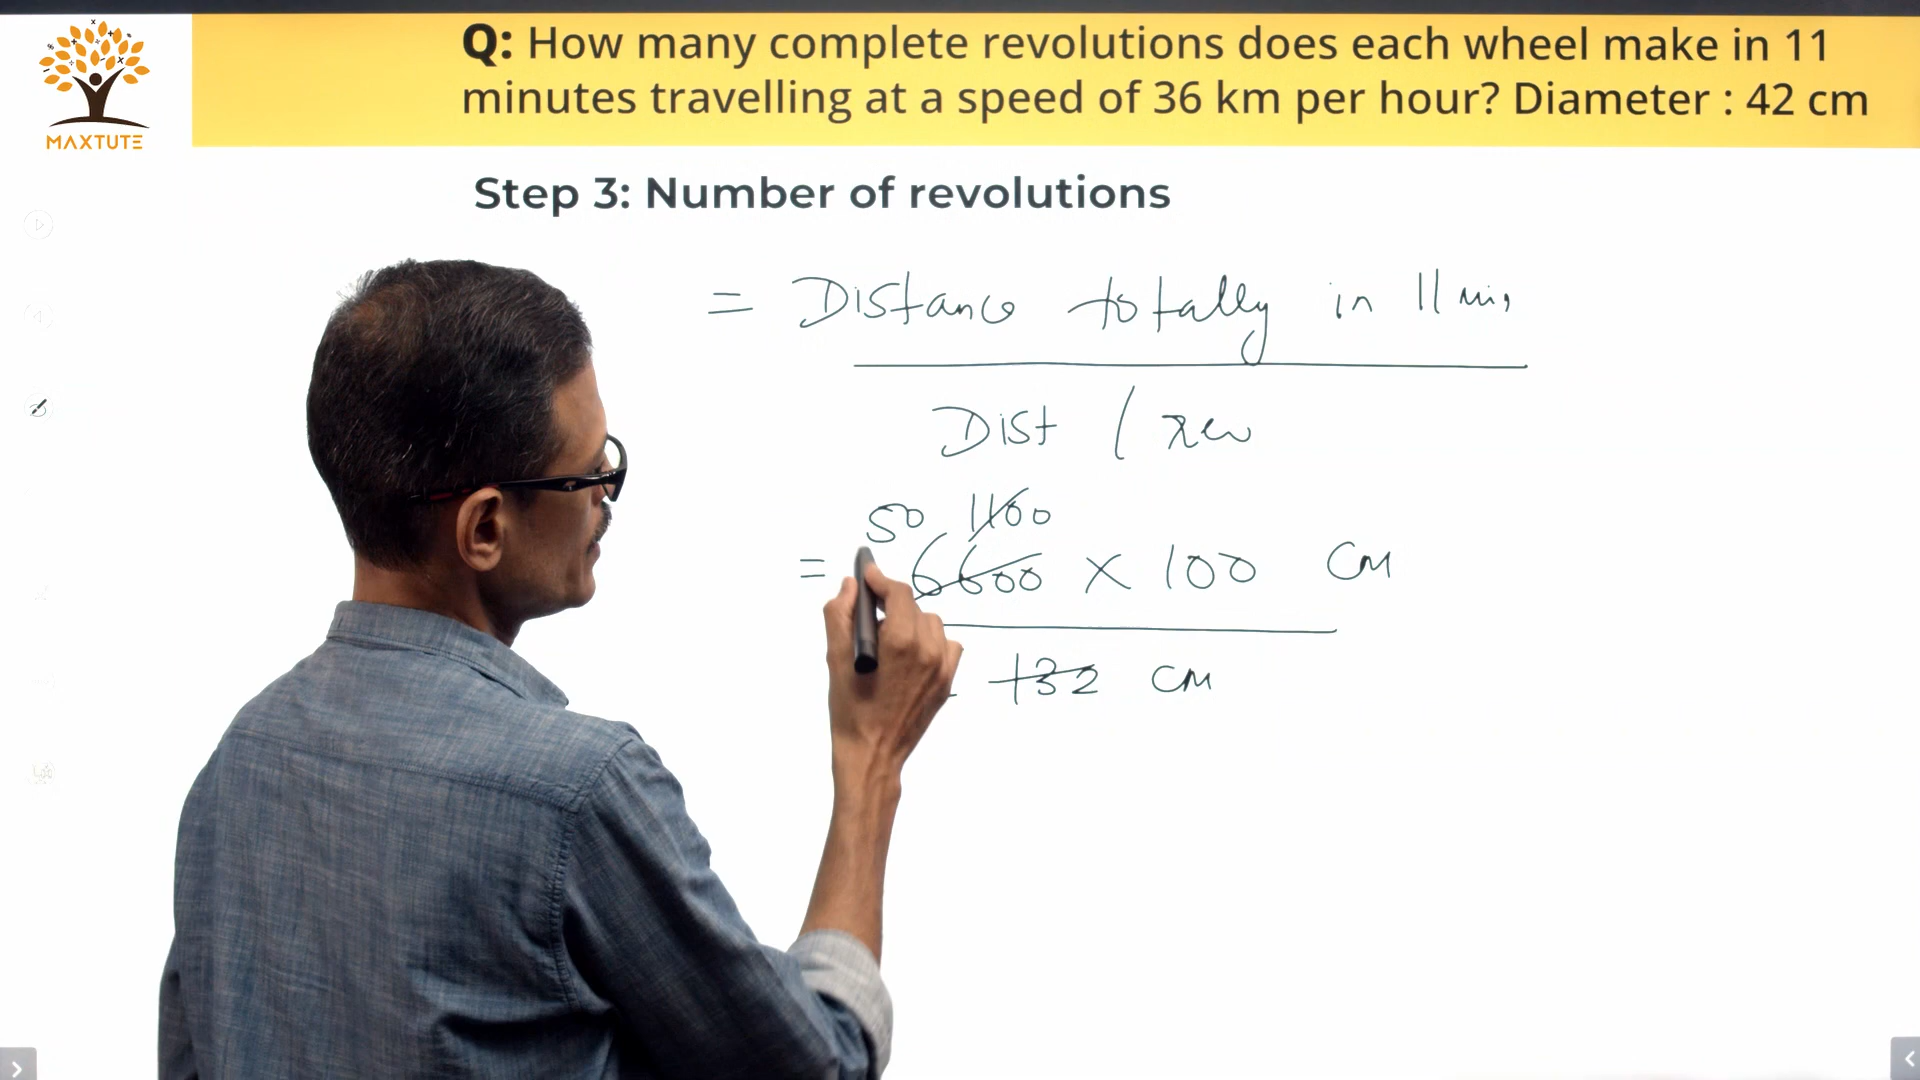 MAXTUTE
Q: How many complete revolutions does each wheel make in 11
minutes travelling at a speed of 36 km per hour? Diameter : 42 cm
Step 3: Number of revolutions
= Distance totally in 11 min
Dist / rev
50 1100
= 6600 × 100 cm
132 cm